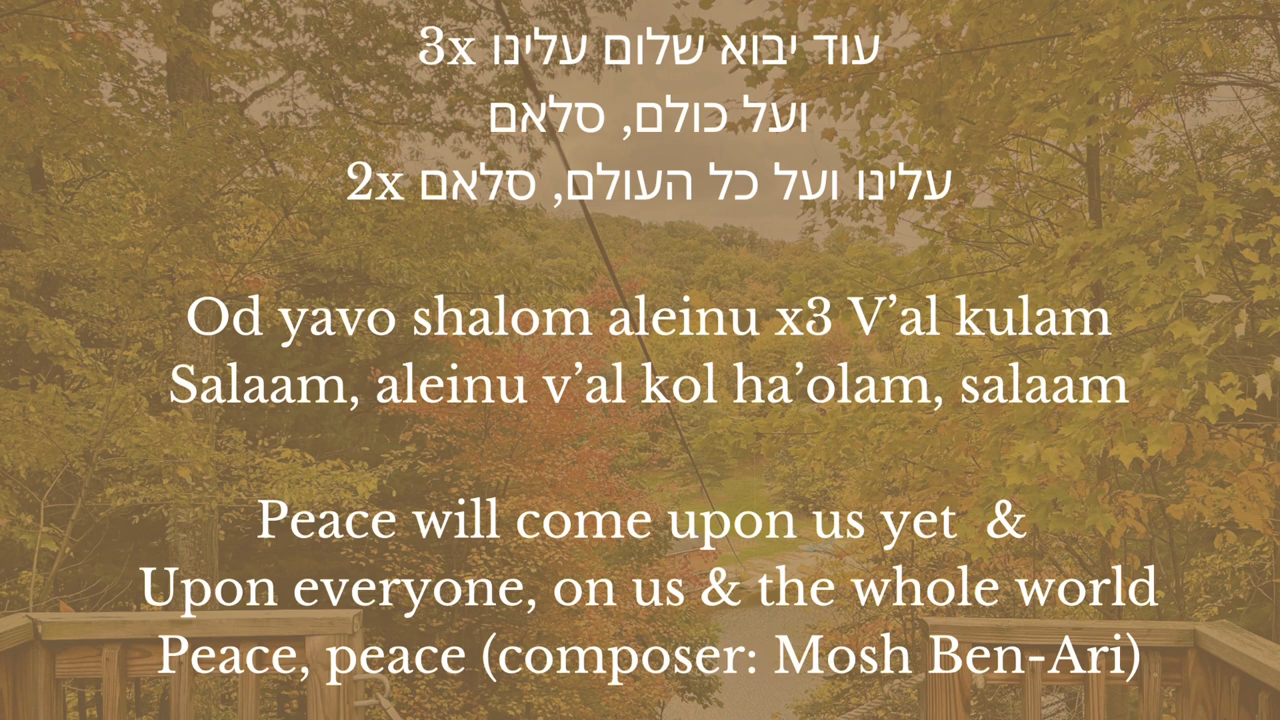 עוד יבוא שלום עלינו 3x
ועל כולם, סלאם
עלינו ועל כל העולם, סלאם 2x
Od yavo shalom aleinu x3 V’al kulam
Salaam, aleinu v’al kol ha’olam, salaam
Peace will come upon us yet &
Upon everyone, on us & the whole world
Peace, peace (composer: Mosh Ben-Ari)